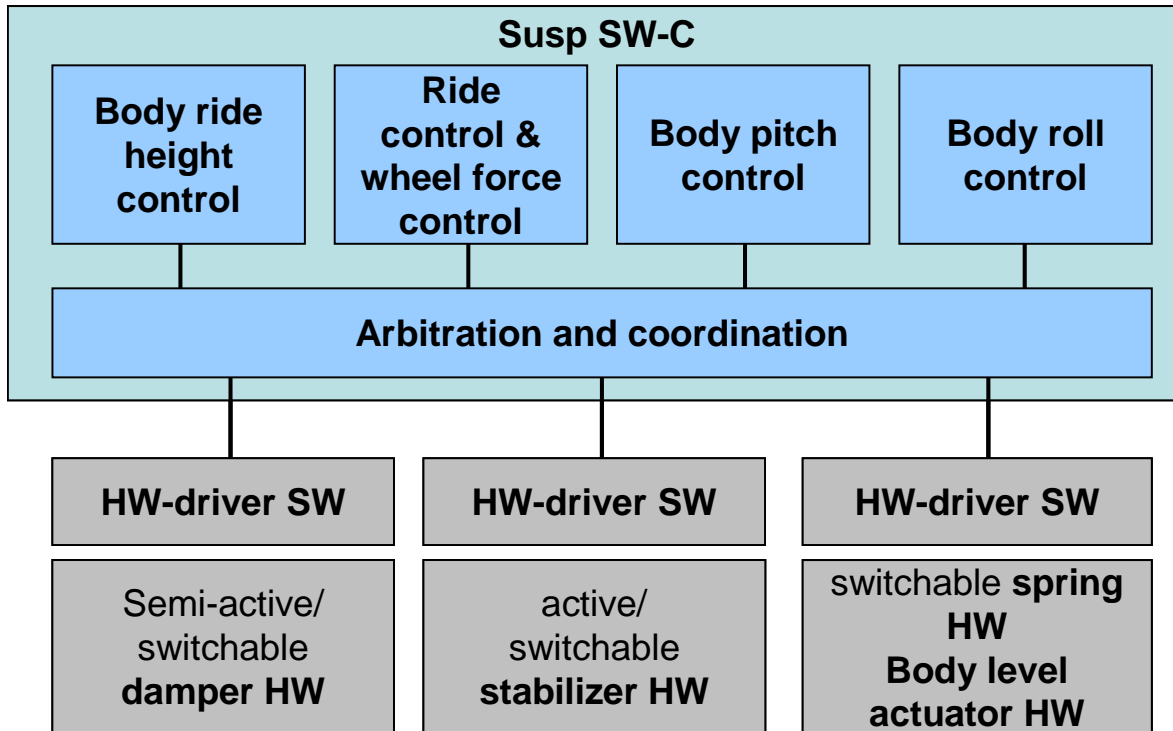 Susp SW-C
Body ride
height
control
Ride
control &
wheel force
control
Body pitch
control
Body roll
control
Arbitration and coordination
HW-driver SW
HW-driver SW
HW-driver SW
Semi-active/
switchable
damper HW
active/
switchable
stabilizer HW
switchable spring
HW
Body level
actuator HW